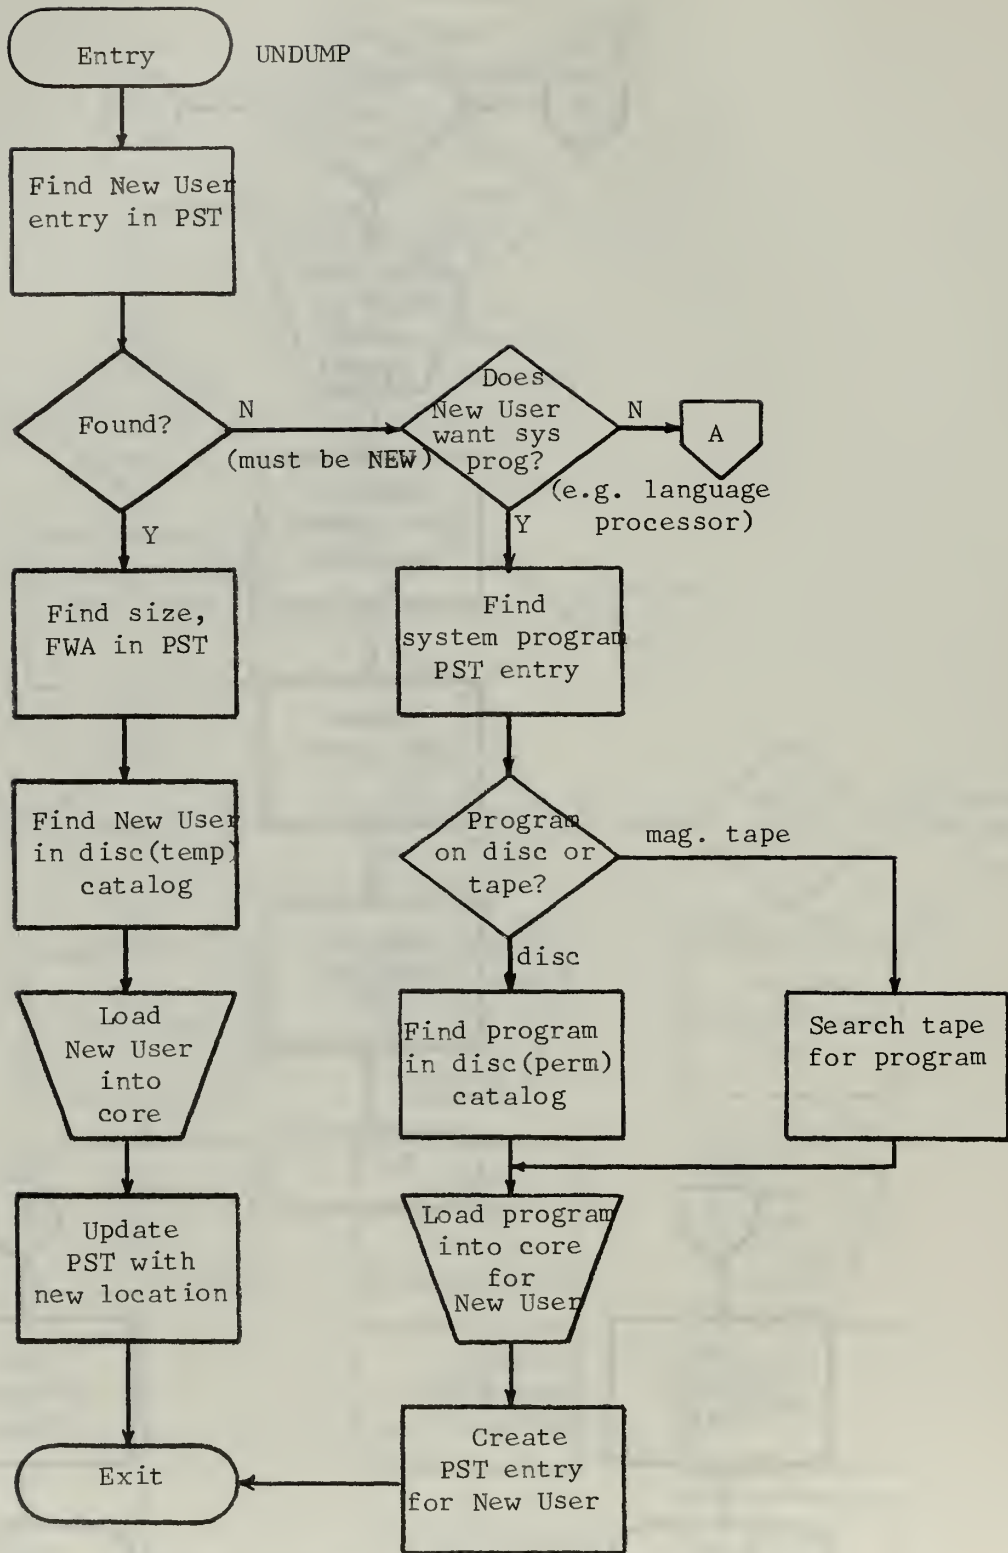 Entry
UNDUMP
Find New User
entry in PST
Found?
N
(must be NEW)
Y
Does
New User
want sys
prog?
N
A
(e.g. language
processor)
Y
Find size,
FWA in PST
Find
system program
PST entry
Find New User
in disc(temp)
catalog
Program
on disc or
tape?
mag. tape
disc
Load
New User
into
core
Find program
in disc(perm)
catalog
Search tape
for program
Update
PST with
new location
Load program
into core
for
New User
Exit
Create
PST entry
for New User